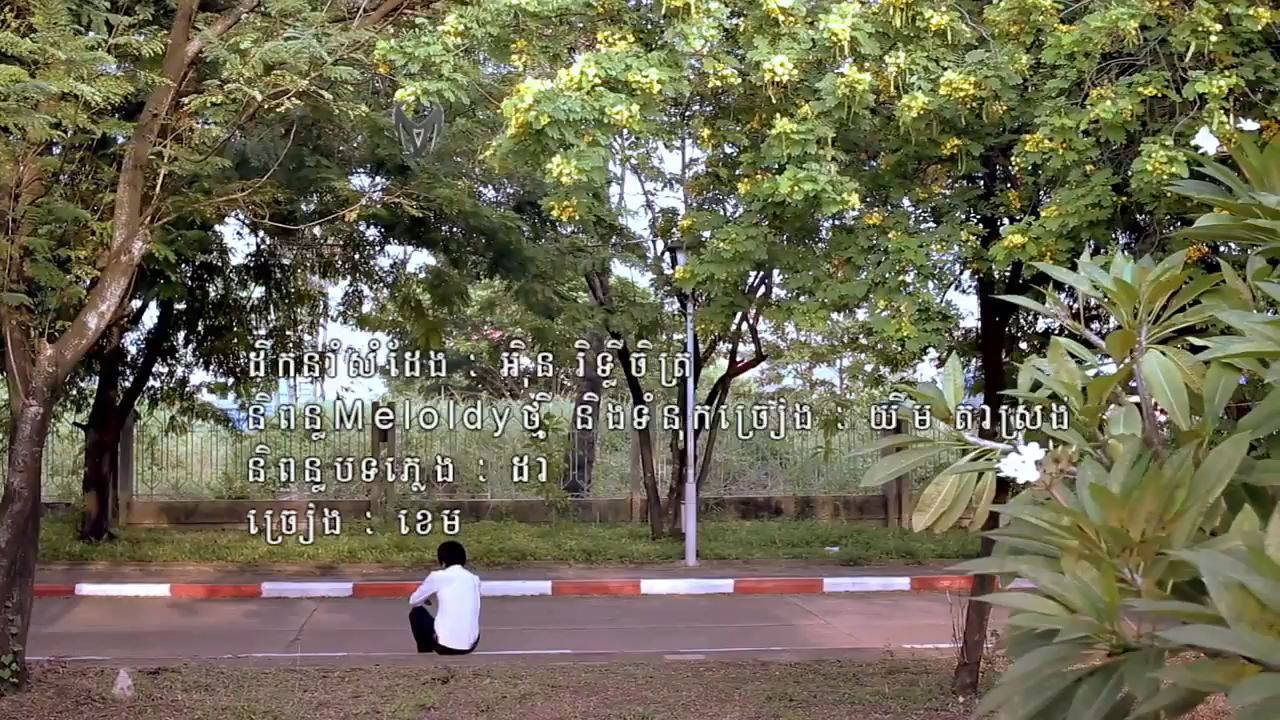 ដឹកនាំសំដែង : អ៊ិន រិទ្ធីចិត្រ
និពន្ធMeloldyថ្មី និងទំនុកច្រៀង : យឹម តាស្រេង
និពន្ធបទភ្លេង : ដា
ច្រៀង : ខេម